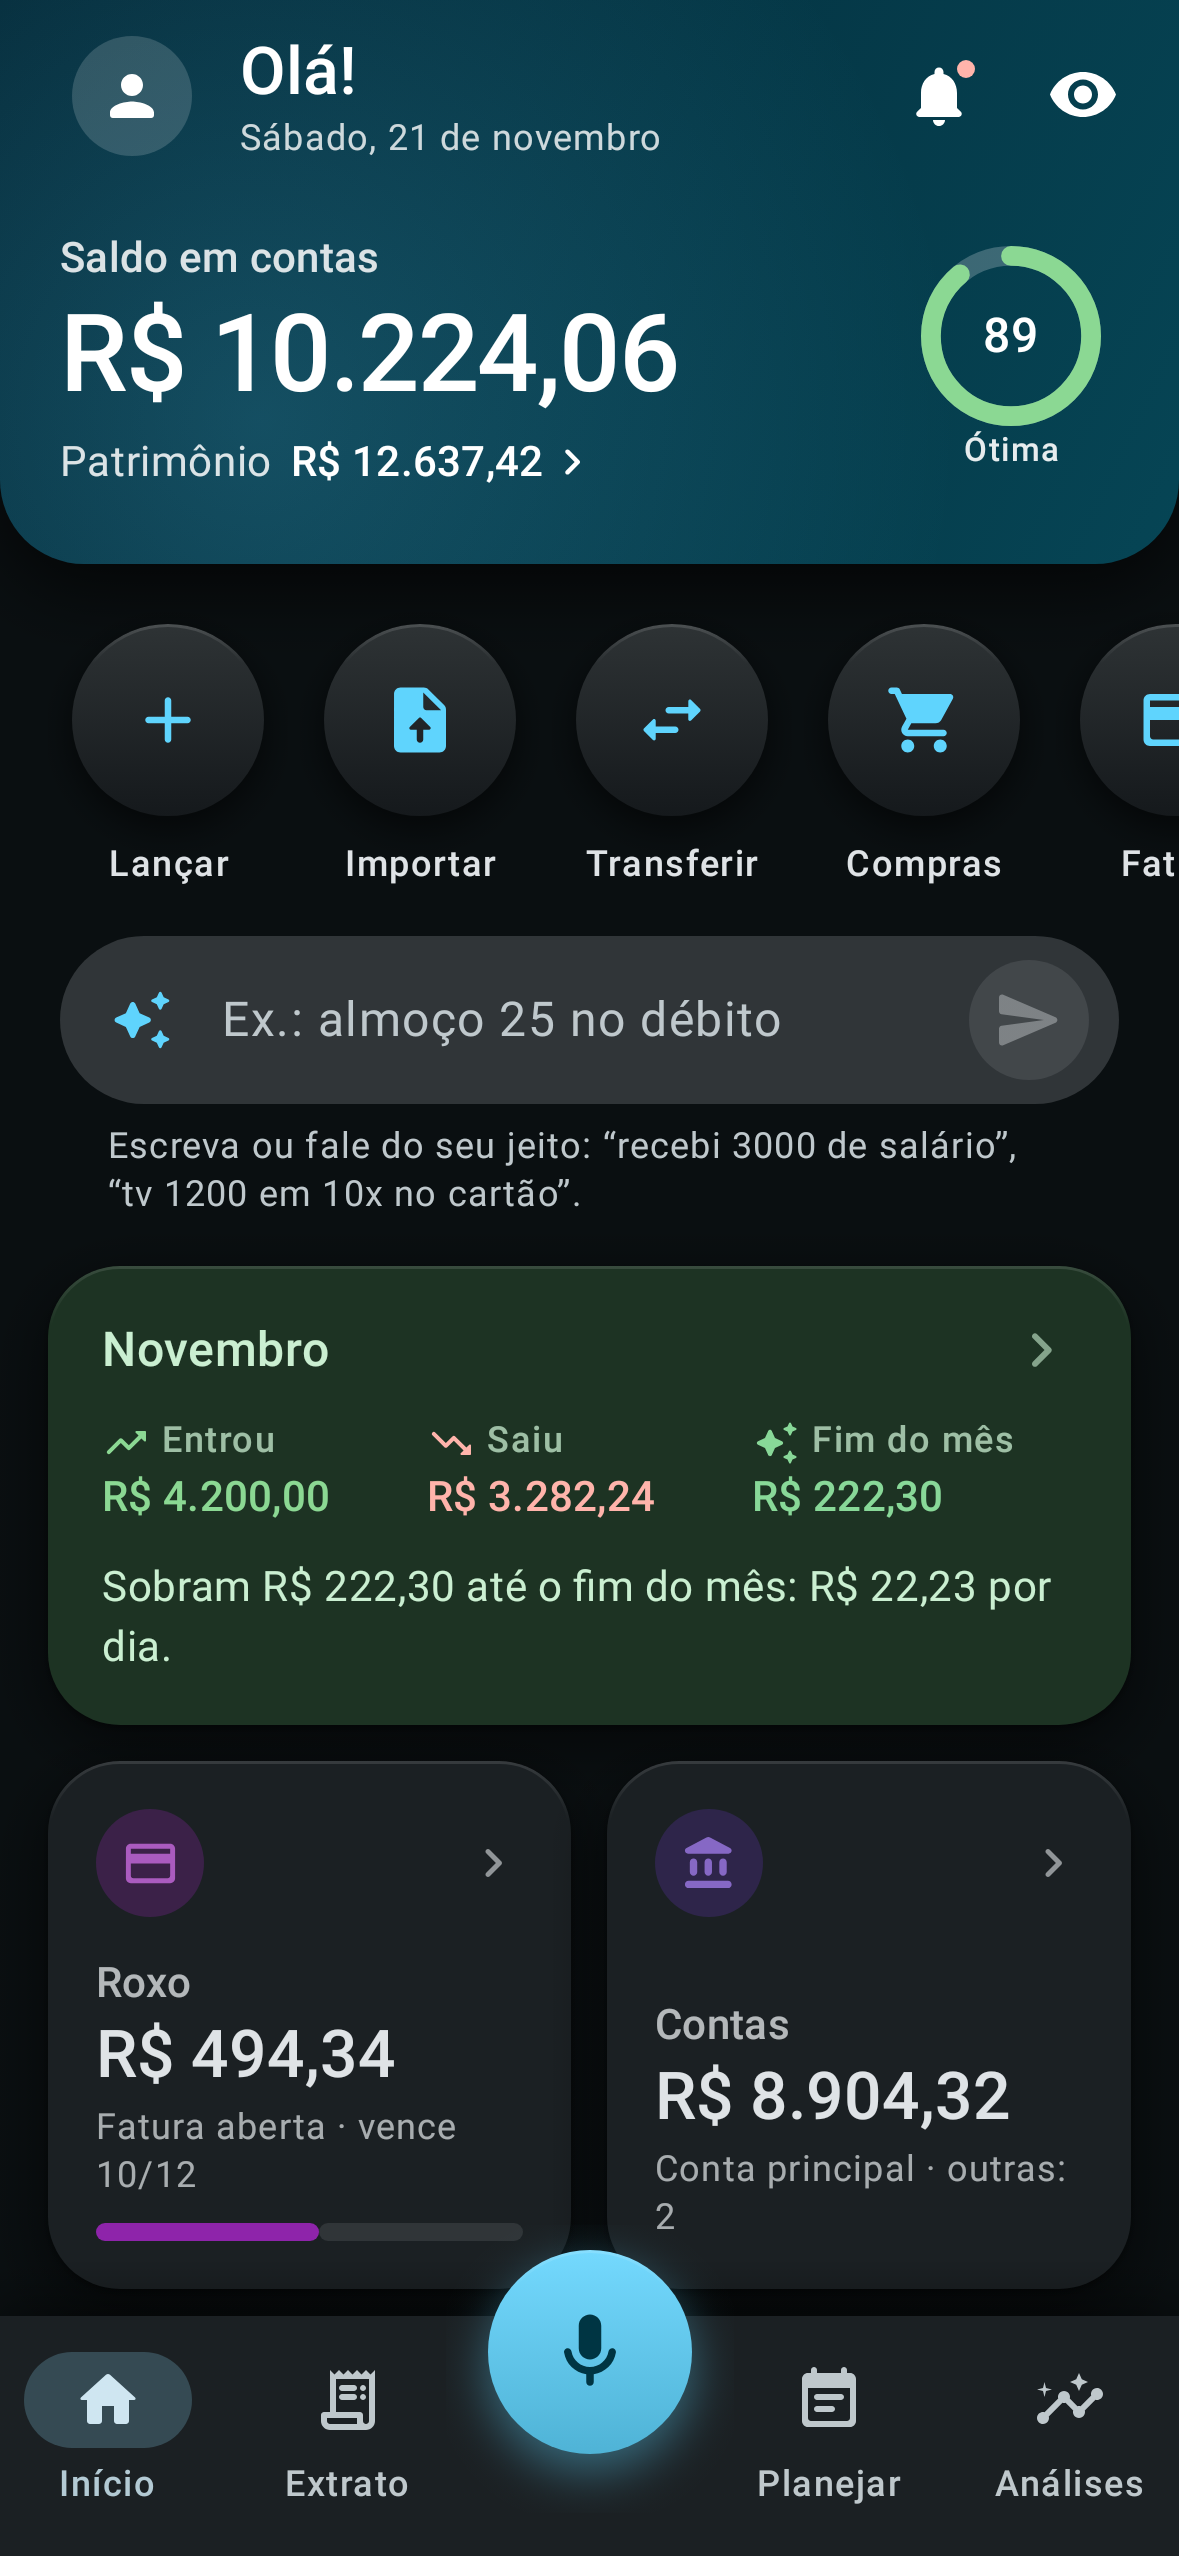 Olá!
Sábado, 21 de novembro
Saldo em contas
R$ 10.224,06
Patrimônio R$ 12.637,42
89
Ótima
Lançar
Importar
Transferir
Compras
Fat
Ex.: almoço 25 no débito
Escreva ou fale do seu jeito: “recebi 3000 de salário”,
“tv 1200 em 10x no cartão”.
Novembro
Entrou
R$ 4.200,00
Saiu
R$ 3.282,24
Fim do mês
R$ 222,30
Sobram R$ 222,30 até o fim do mês: R$ 22,23 por
dia.
Roxo
R$ 494,34
Fatura aberta · vence
10/12
Contas
R$ 8.904,32
Conta principal · outras:
2
Início
Extrato
Planejar
Análises